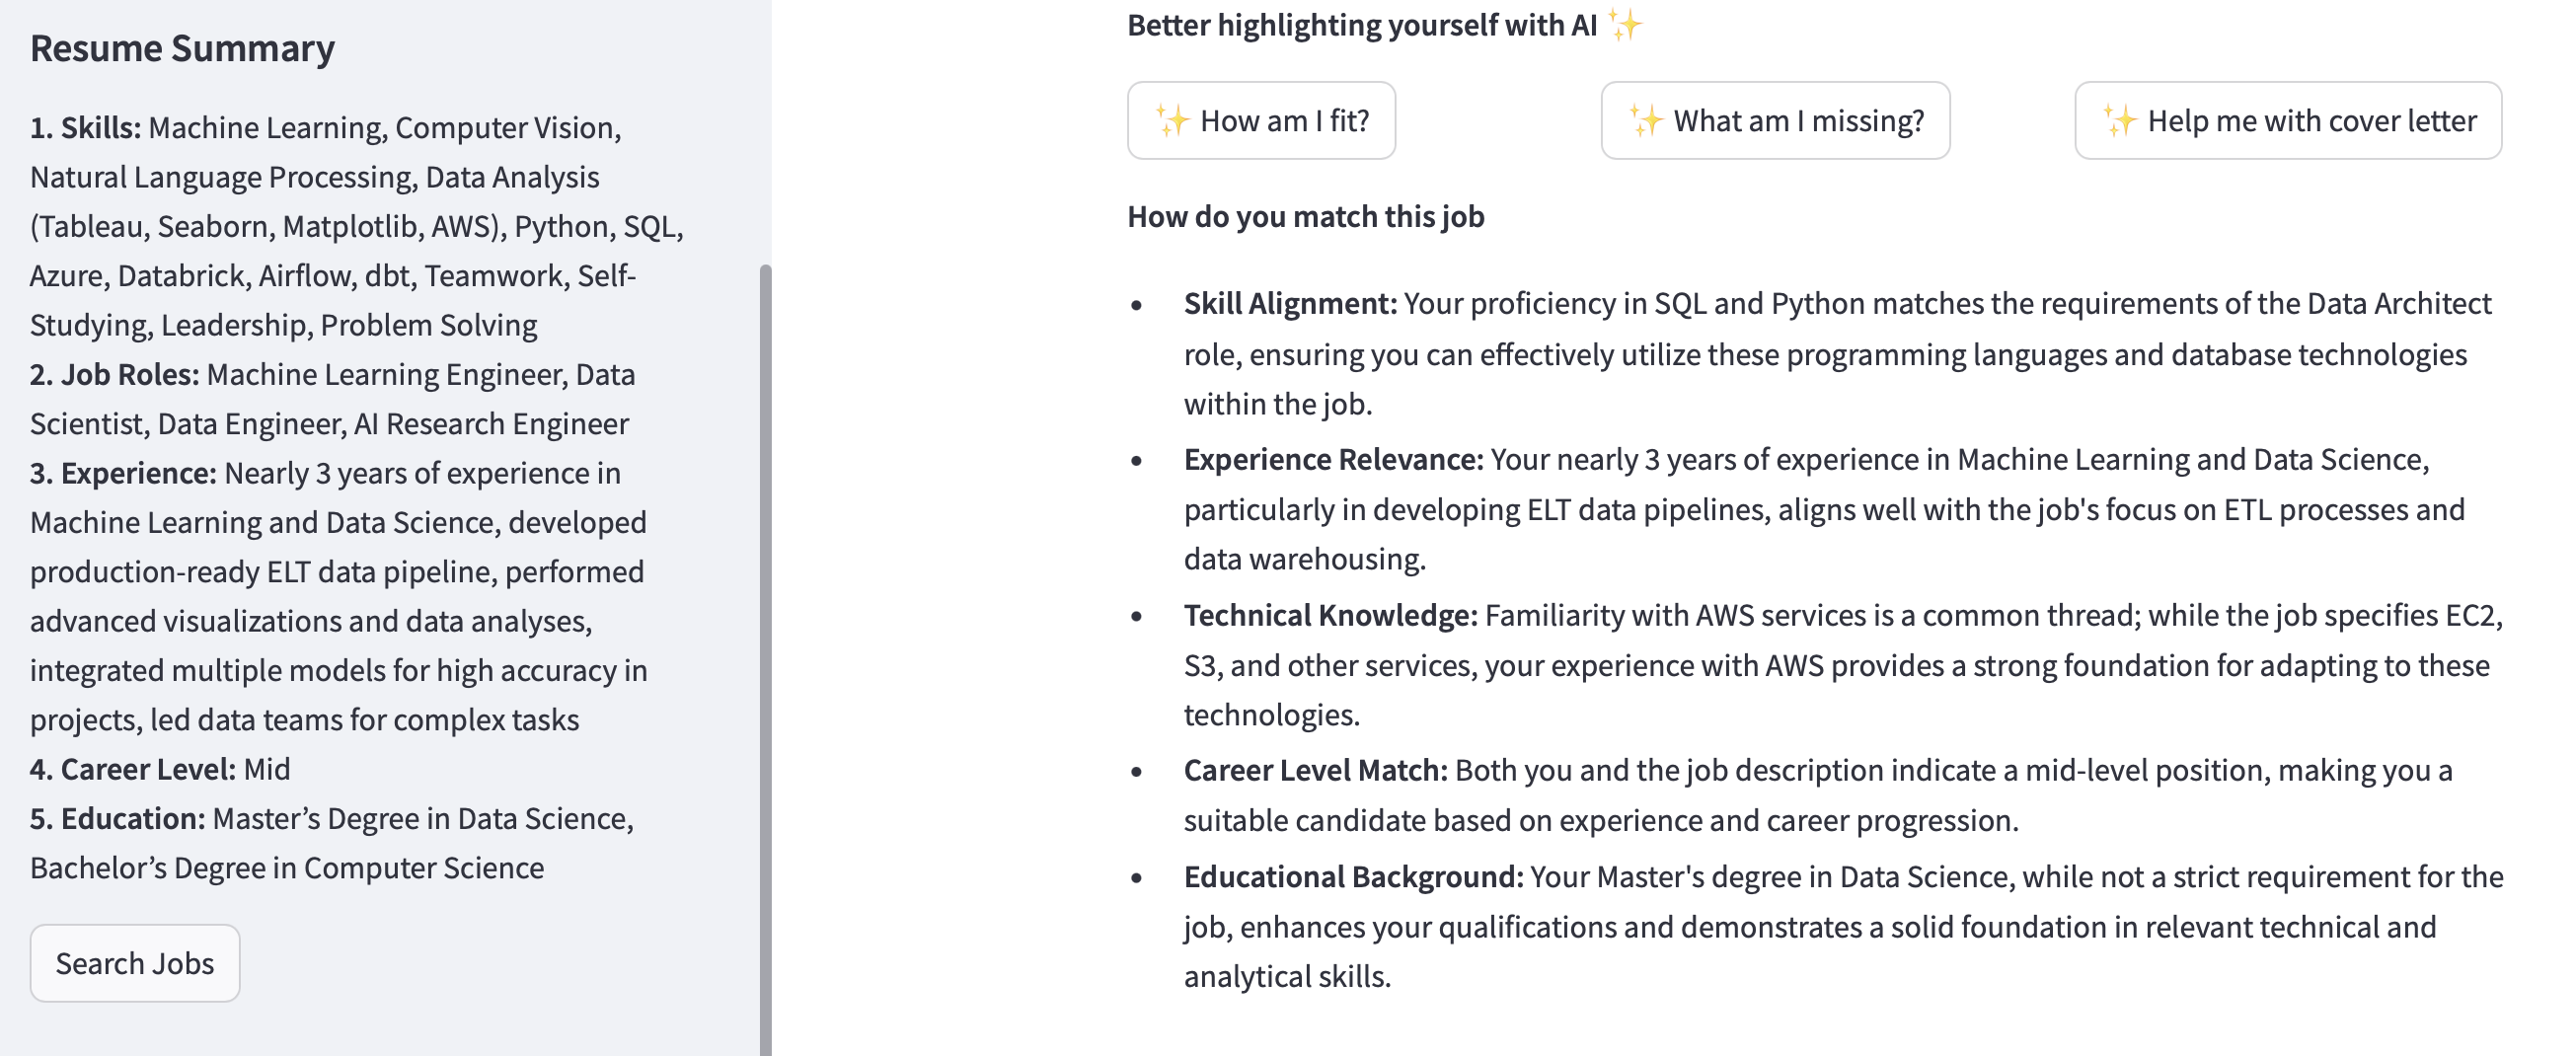 Resume Summary
1. Skills: Machine Learning, Computer Vision,
Natural Language Processing, Data Analysis
(Tableau, Seaborn, Matplotlib, AWS), Python, SQL,
Azure, Databrick, Airflow, dbt, Teamwork, Self-
Studying, Leadership, Problem Solving
2. Job Roles: Machine Learning Engineer, Data
Scientist, Data Engineer, AI Research Engineer
3. Experience: Nearly 3 years of experience in
Machine Learning and Data Science, developed
production-ready ELT data pipeline, performed
advanced visualizations and data analyses,
integrated multiple models for high accuracy in
projects, led data teams for complex tasks
4. Career Level: Mid
5. Education: Master’s Degree in Data Science,
Bachelor’s Degree in Computer Science
Search Jobs
Better highlighting yourself with AI ✨
✨ How am I fit?
✨ What am I missing?
✨ Help me with cover letter
How do you match this job
• Skill Alignment: Your proficiency in SQL and Python matches the requirements of the Data Architect
role, ensuring you can effectively utilize these programming languages and database technologies
within the job.
• Experience Relevance: Your nearly 3 years of experience in Machine Learning and Data Science,
particularly in developing ELT data pipelines, aligns well with the job's focus on ETL processes and
data warehousing.
• Technical Knowledge: Familiarity with AWS services is a common thread; while the job specifies EC2,
S3, and other services, your experience with AWS provides a strong foundation for adapting to these
technologies.
• Career Level Match: Both you and the job description indicate a mid-level position, making you a
suitable candidate based on experience and career progression.
• Educational Background: Your Master's degree in Data Science, while not a strict requirement for the
job, enhances your qualifications and demonstrates a solid foundation in relevant technical and
analytical skills.